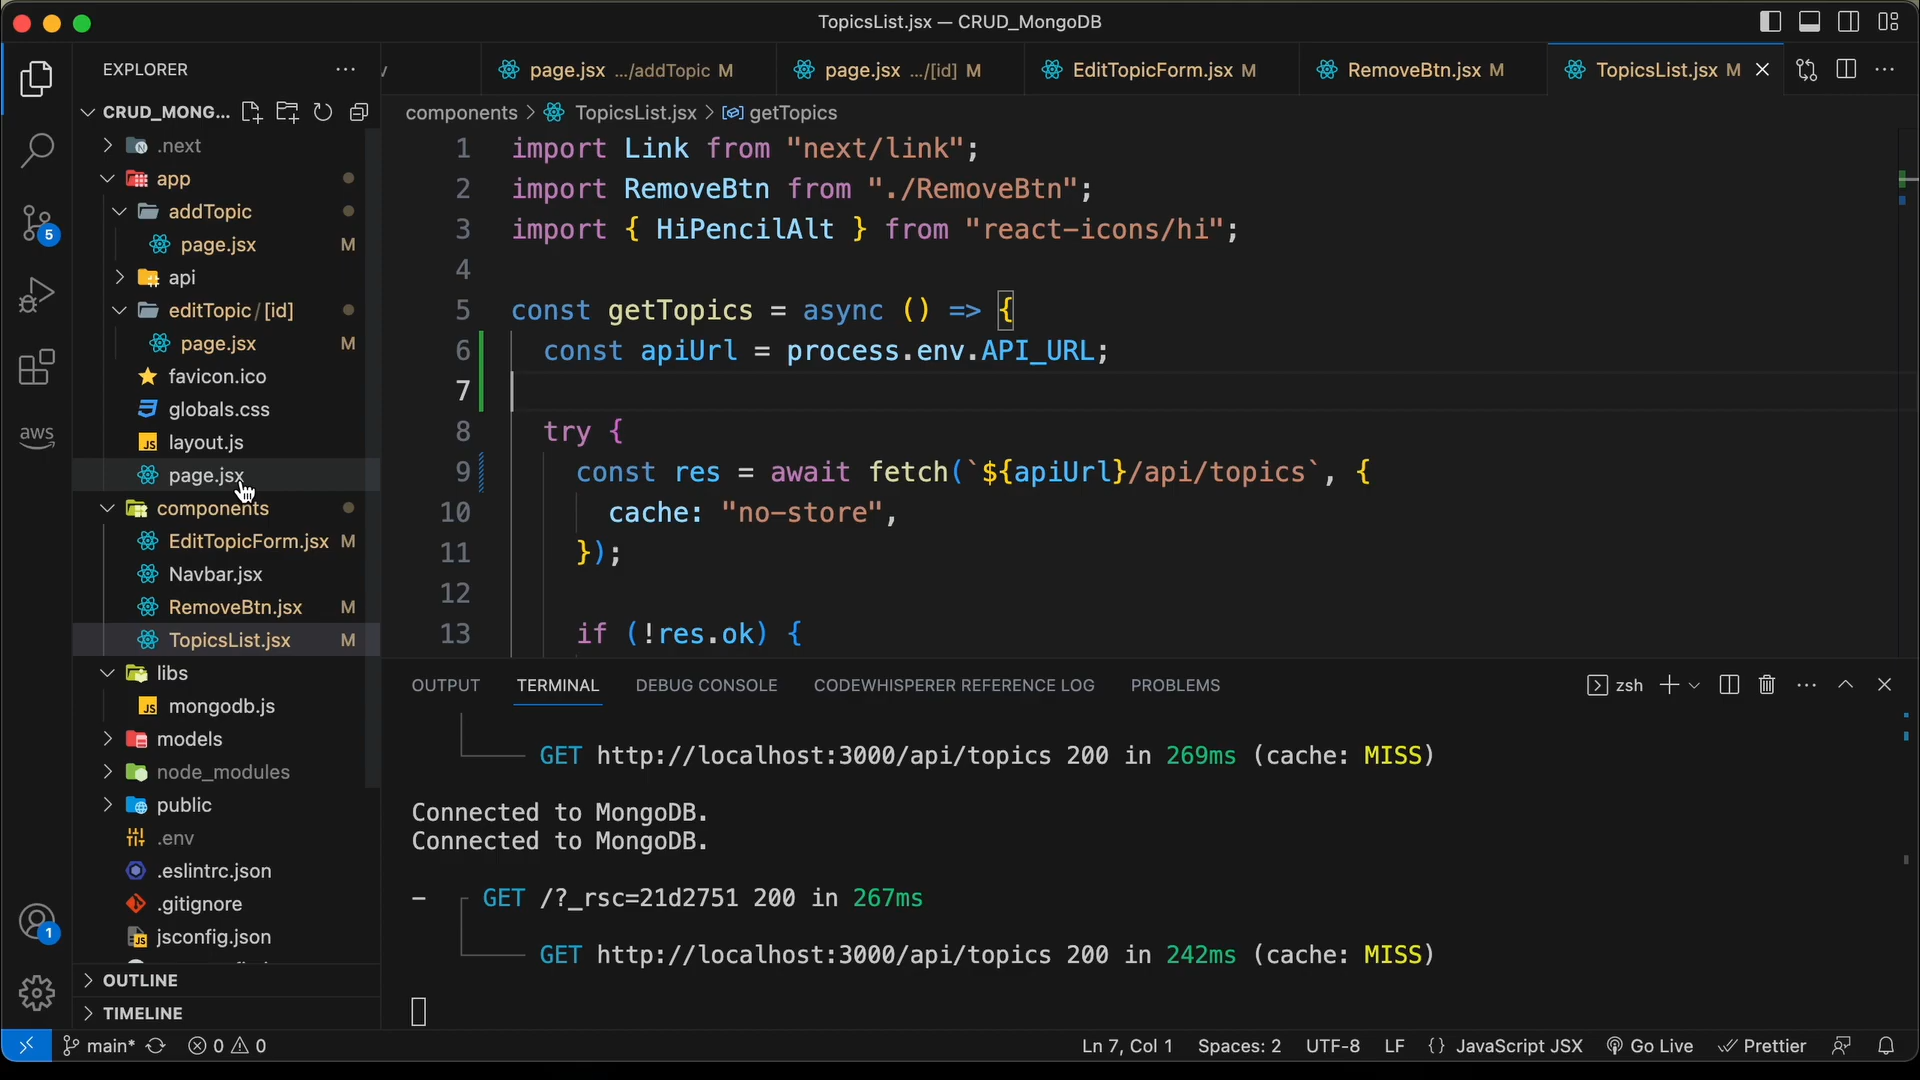 TopicsList.jsx — CRUD_MongoDB
EXPLORER
page.jsx .../addTopic M
page.jsx .../[id] M
EditTopicForm.jsx M
RemoveBtn.jsx M
TopicsList.jsx M
CRUD_MONG...
components > TopicsList.jsx > getTopics
.next
app
addTopic
page.jsx M
api
editTopic/[id]
page.jsx M
favicon.ico
globals.css
layout.js
page.jsx
components
EditTopicForm.jsx M
Navbar.jsx
RemoveBtn.jsx M
TopicsList.jsx M
libs
mongodb.js
models
node_modules
public
.env
.eslintrc.json
.gitignore
jsconfig.json
OUTLINE
TIMELINE
5
aws
1
1 import Link from "next/link";
2 import RemoveBtn from "./RemoveBtn";
3 import { HiPencilAlt } from "react-icons/hi";
4
5 const getTopics = async () => {
6 const apiUrl = process.env.API_URL;
7
8 try {
9 const res = await fetch(`${apiUrl}/api/topics`, {
10 cache: "no-store",
11 });
12
13 if (!res.ok) {
OUTPUT TERMINAL DEBUG CONSOLE CODEWHISPERER REFERENCE LOG PROBLEMS
zsh
GET http://localhost:3000/api/topics 200 in 269ms (cache: MISS)
Connected to MongoDB.
Connected to MongoDB.
- GET /?_rsc=21d2751 200 in 267ms
GET http://localhost:3000/api/topics 200 in 242ms (cache: MISS)
main* 0 0
Ln 7, Col 1 Spaces: 2 UTF-8 LF {} JavaScript JSX Go Live Prettier